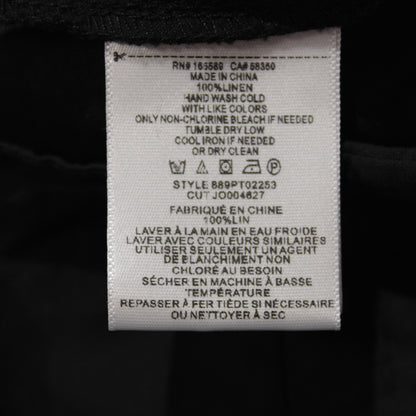 RN# 165589 CA# 58350
MADE IN CHINA
100%LINEN
HAND WASH COLD
WITH LIKE COLORS
ONLY NON-CHLORINE BLEACH IF NEEDED
TUMBLE DRY LOW
COOL IRON IF NEEDED
OR DRY CLEAN
STYLE 889PT02253
CUT JO004627
FABRIQUÉ EN CHINE
100%LIN
LAVER À LA MAIN EN EAU FROIDE
LAVER AVEC COULEURS SIMILAIRES
UTILISER SEULEMENT UN AGENT
DE BLANCHIMENT NON
CHLORÉ AU BESOIN
SÉCHER EN MACHINE À BASSE
TEMPÉRATURE
REPASSER À FER TIÈDE SI NÉCESSAIRE
OU NETTOYER À SEC